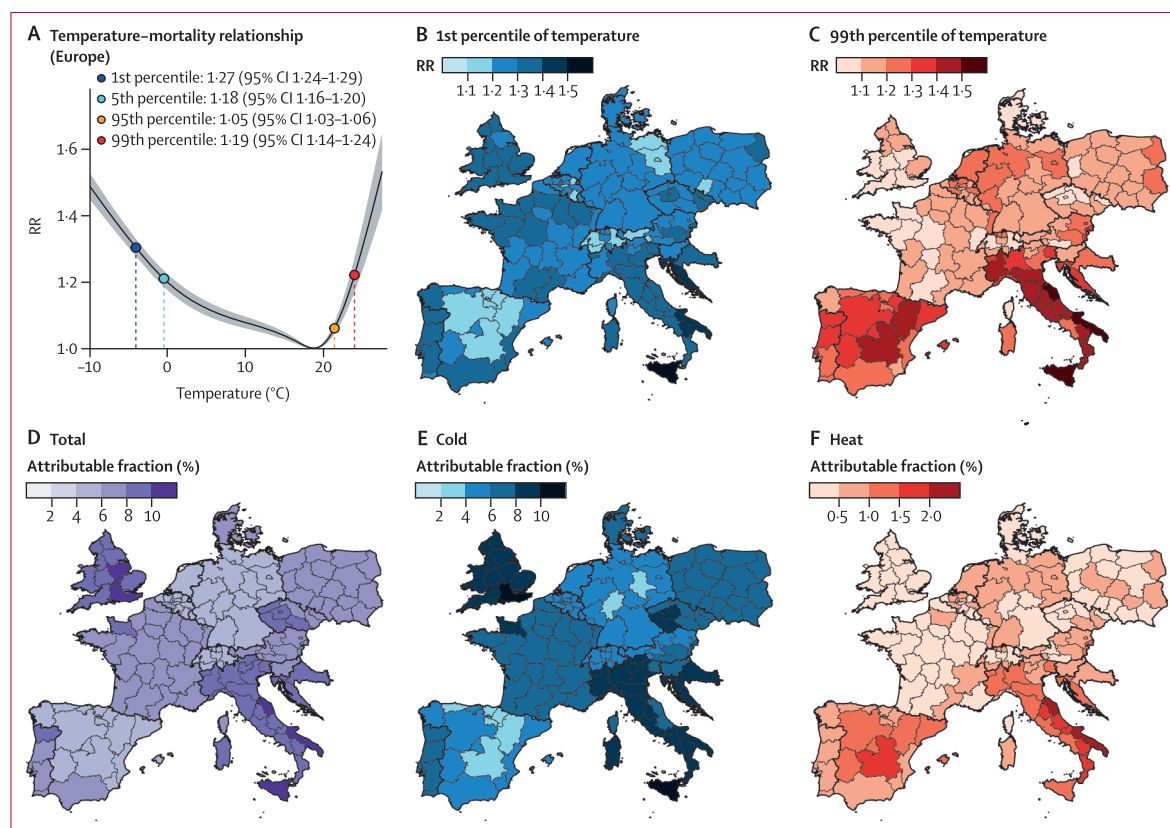 A Temperature–mortality relationship
(Europe)
1st percentile: 1·27 (95% CI 1·24–1·29)
5th percentile: 1·18 (95% CI 1·16–1·20)
95th percentile: 1·05 (95% CI 1·03–1·06)
99th percentile: 1·19 (95% CI 1·14–1·24)
1·6
1·4
1·2
1·0
RR
–10 0 10 20
Temperature (°C)
B 1st percentile of temperature
RR
1·1 1·2 1·3 1·4 1·5
C 99th percentile of temperature
RR
1·1 1·2 1·3 1·4 1·5
D Total
Attributable fraction (%)
2 4 6 8 10
E Cold
Attributable fraction (%)
2 4 6 8 10
F Heat
Attributable fraction (%)
0·5 1·0 1·5 2·0